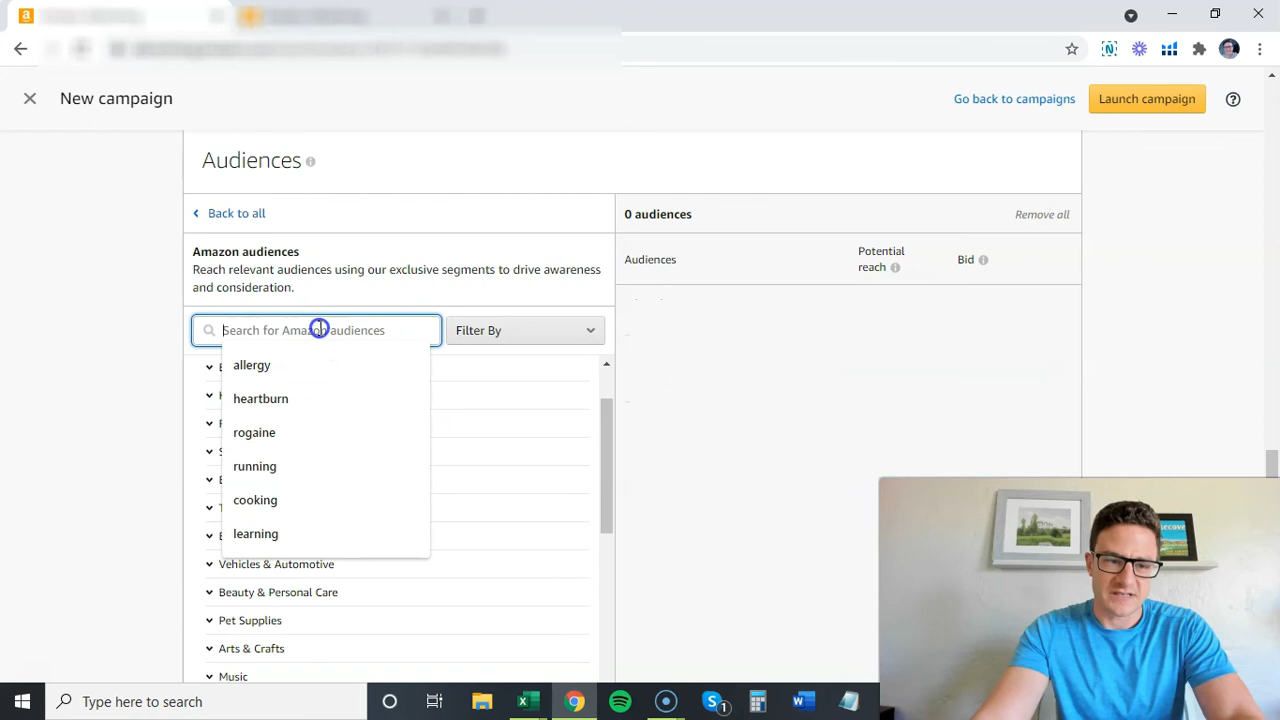 New campaign
Go back to campaigns
Launch campaign
Audiences
Back to all
0 audiences
Remove all
Amazon audiences
Reach relevant audiences using our exclusive segments to drive awareness
and consideration.
Audiences
Potential
reach
Bid
Search for Amazon audiences
Filter By
allergy
heartburn
rogaine
running
cooking
learning
Vehicles & Automotive
Beauty & Personal Care
Pet Supplies
Arts & Crafts
Music
Type here to search
1